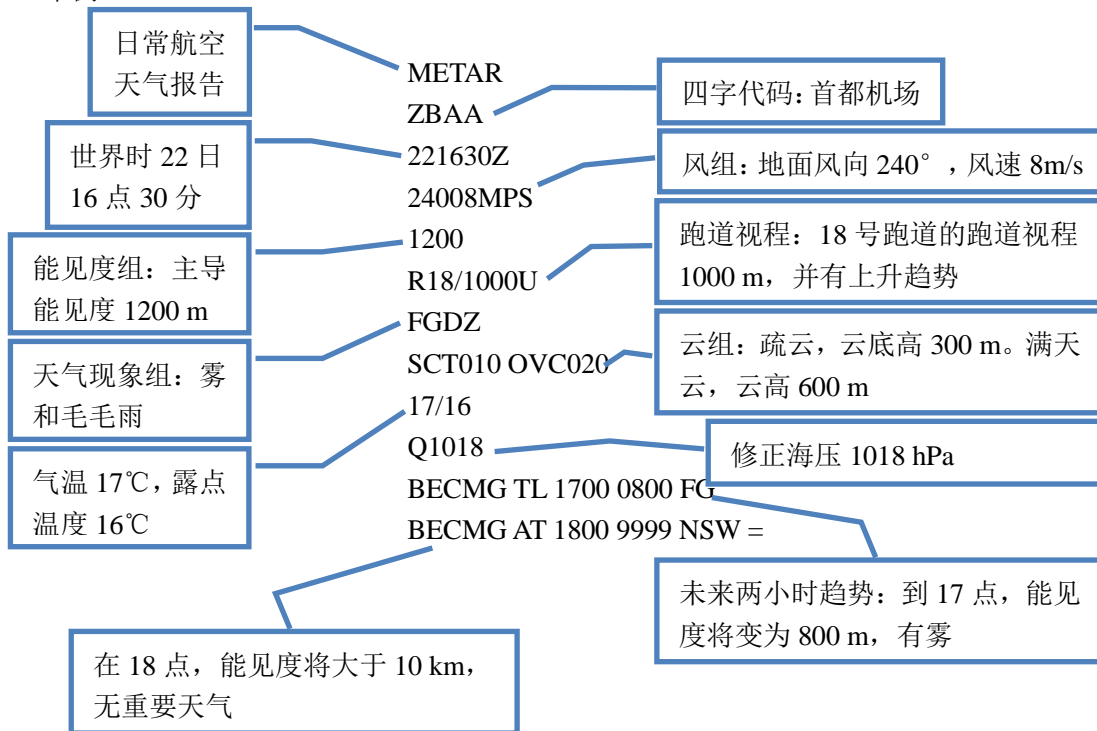 日常航空
天气报告
METAR
ZBAA
四字代码：首都机场
世界时 22 日
16 点 30 分
221630Z
24008MPS
风组：地面风向 240°，风速 8m/s
1200
能见度组：主导
能见度 1200 m
R18/1000U
跑道视程：18 号跑道的跑道视程
1000 m，并有上升趋势
FGDZ
天气现象组：雾
和毛毛雨
SCT010 OVC020
云组：疏云，云底高 300 m。满天
云，云高 600 m
17/16
气温 17℃，露点
温度 16℃
Q1018
修正海压 1018 hPa
BECMG TL 1700 0800 FG
BECMG AT 1800 9999 NSW =
未来两小时趋势：到 17 点，能见
度将变为 800 m，有雾
在 18 点，能见度将大于 10 km，
无重要天气